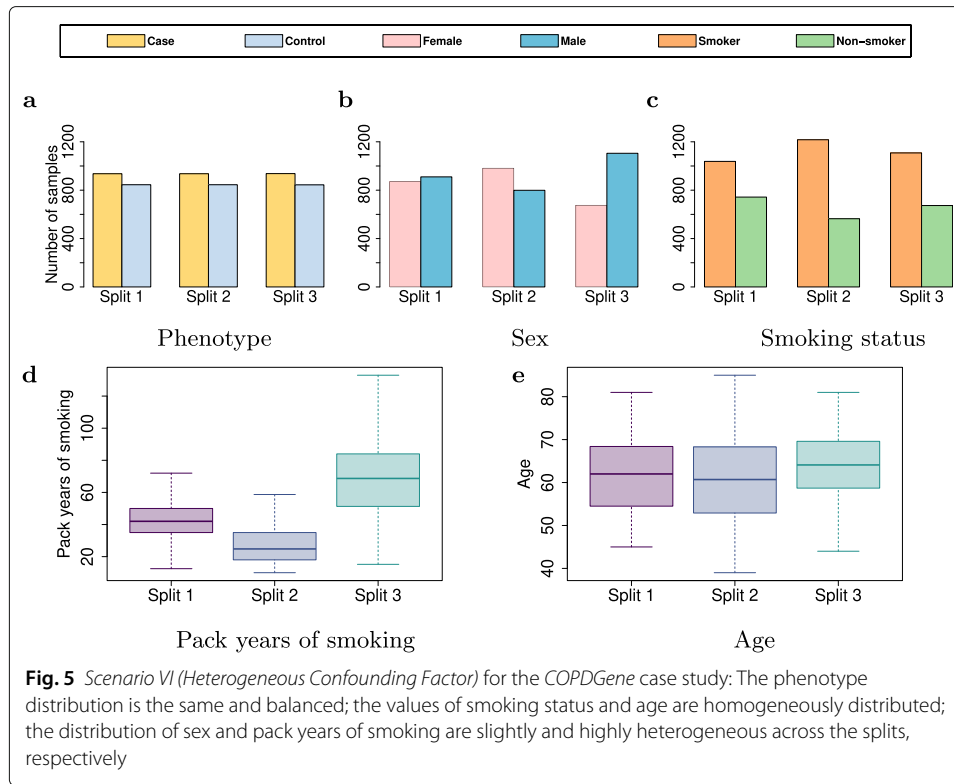 Case Control Female Male Smoker Non−smoker
a b c
Number of samples
0 400 800 1200
Split 1 Split 2 Split 3
0 400 800 1200
Split 1 Split 2 Split 3
0 400 800 1200
Split 1 Split 2 Split 3
Phenotype Sex Smoking status
d e
Pack years of smoking
20 60 100
Split 1 Split 2 Split 3
Age
40 50 60 70 80
Split 1 Split 2 Split 3
Pack years of smoking Age
Fig. 5 Scenario VI (Heterogeneous Confounding Factor) for the COPDGene case study: The phenotype
distribution is the same and balanced; the values of smoking status and age are homogeneously distributed;
the distribution of sex and pack years of smoking are slightly and highly heterogeneous across the splits,
respectively